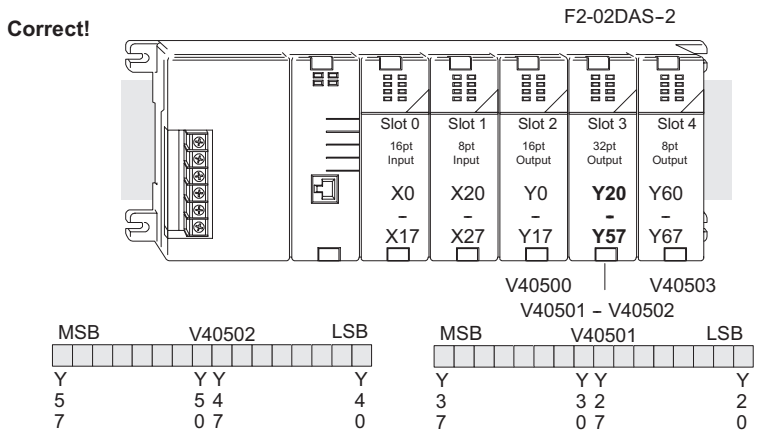 F2-02DAS-2
Correct!
Slot 0 Slot 1 Slot 2 Slot 3 Slot 4
16pt 8pt 16pt 32pt 8pt
Input Input Output Output Output
X0 X20 Y0 Y20 Y60
– – – – –
X17 X27 Y17 Y57 Y67
V40500 V40503
V40501 – V40502
MSB V40502 LSB MSB V40501 LSB
Y Y Y Y Y Y Y Y
5 5 4 4 3 3 2 2
7 0 7 0 7 0 7 0